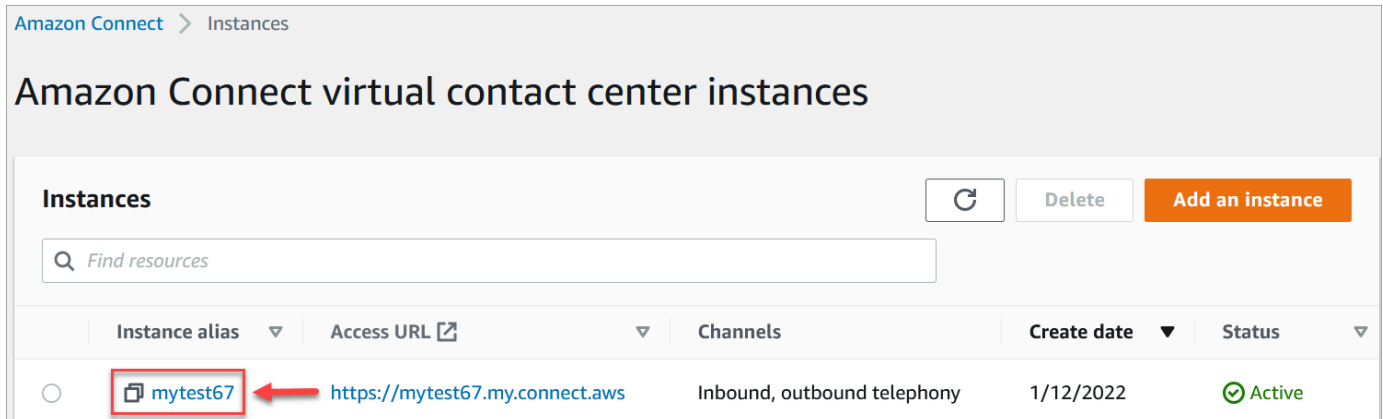 Amazon Connect > Instances
Amazon Connect virtual contact center instances
Instances Delete Add an instance
Find resources
Instance alias Access URL Channels Create date Status
mytest67 https://mytest67.my.connect.aws Inbound, outbound telephony 1/12/2022 Active